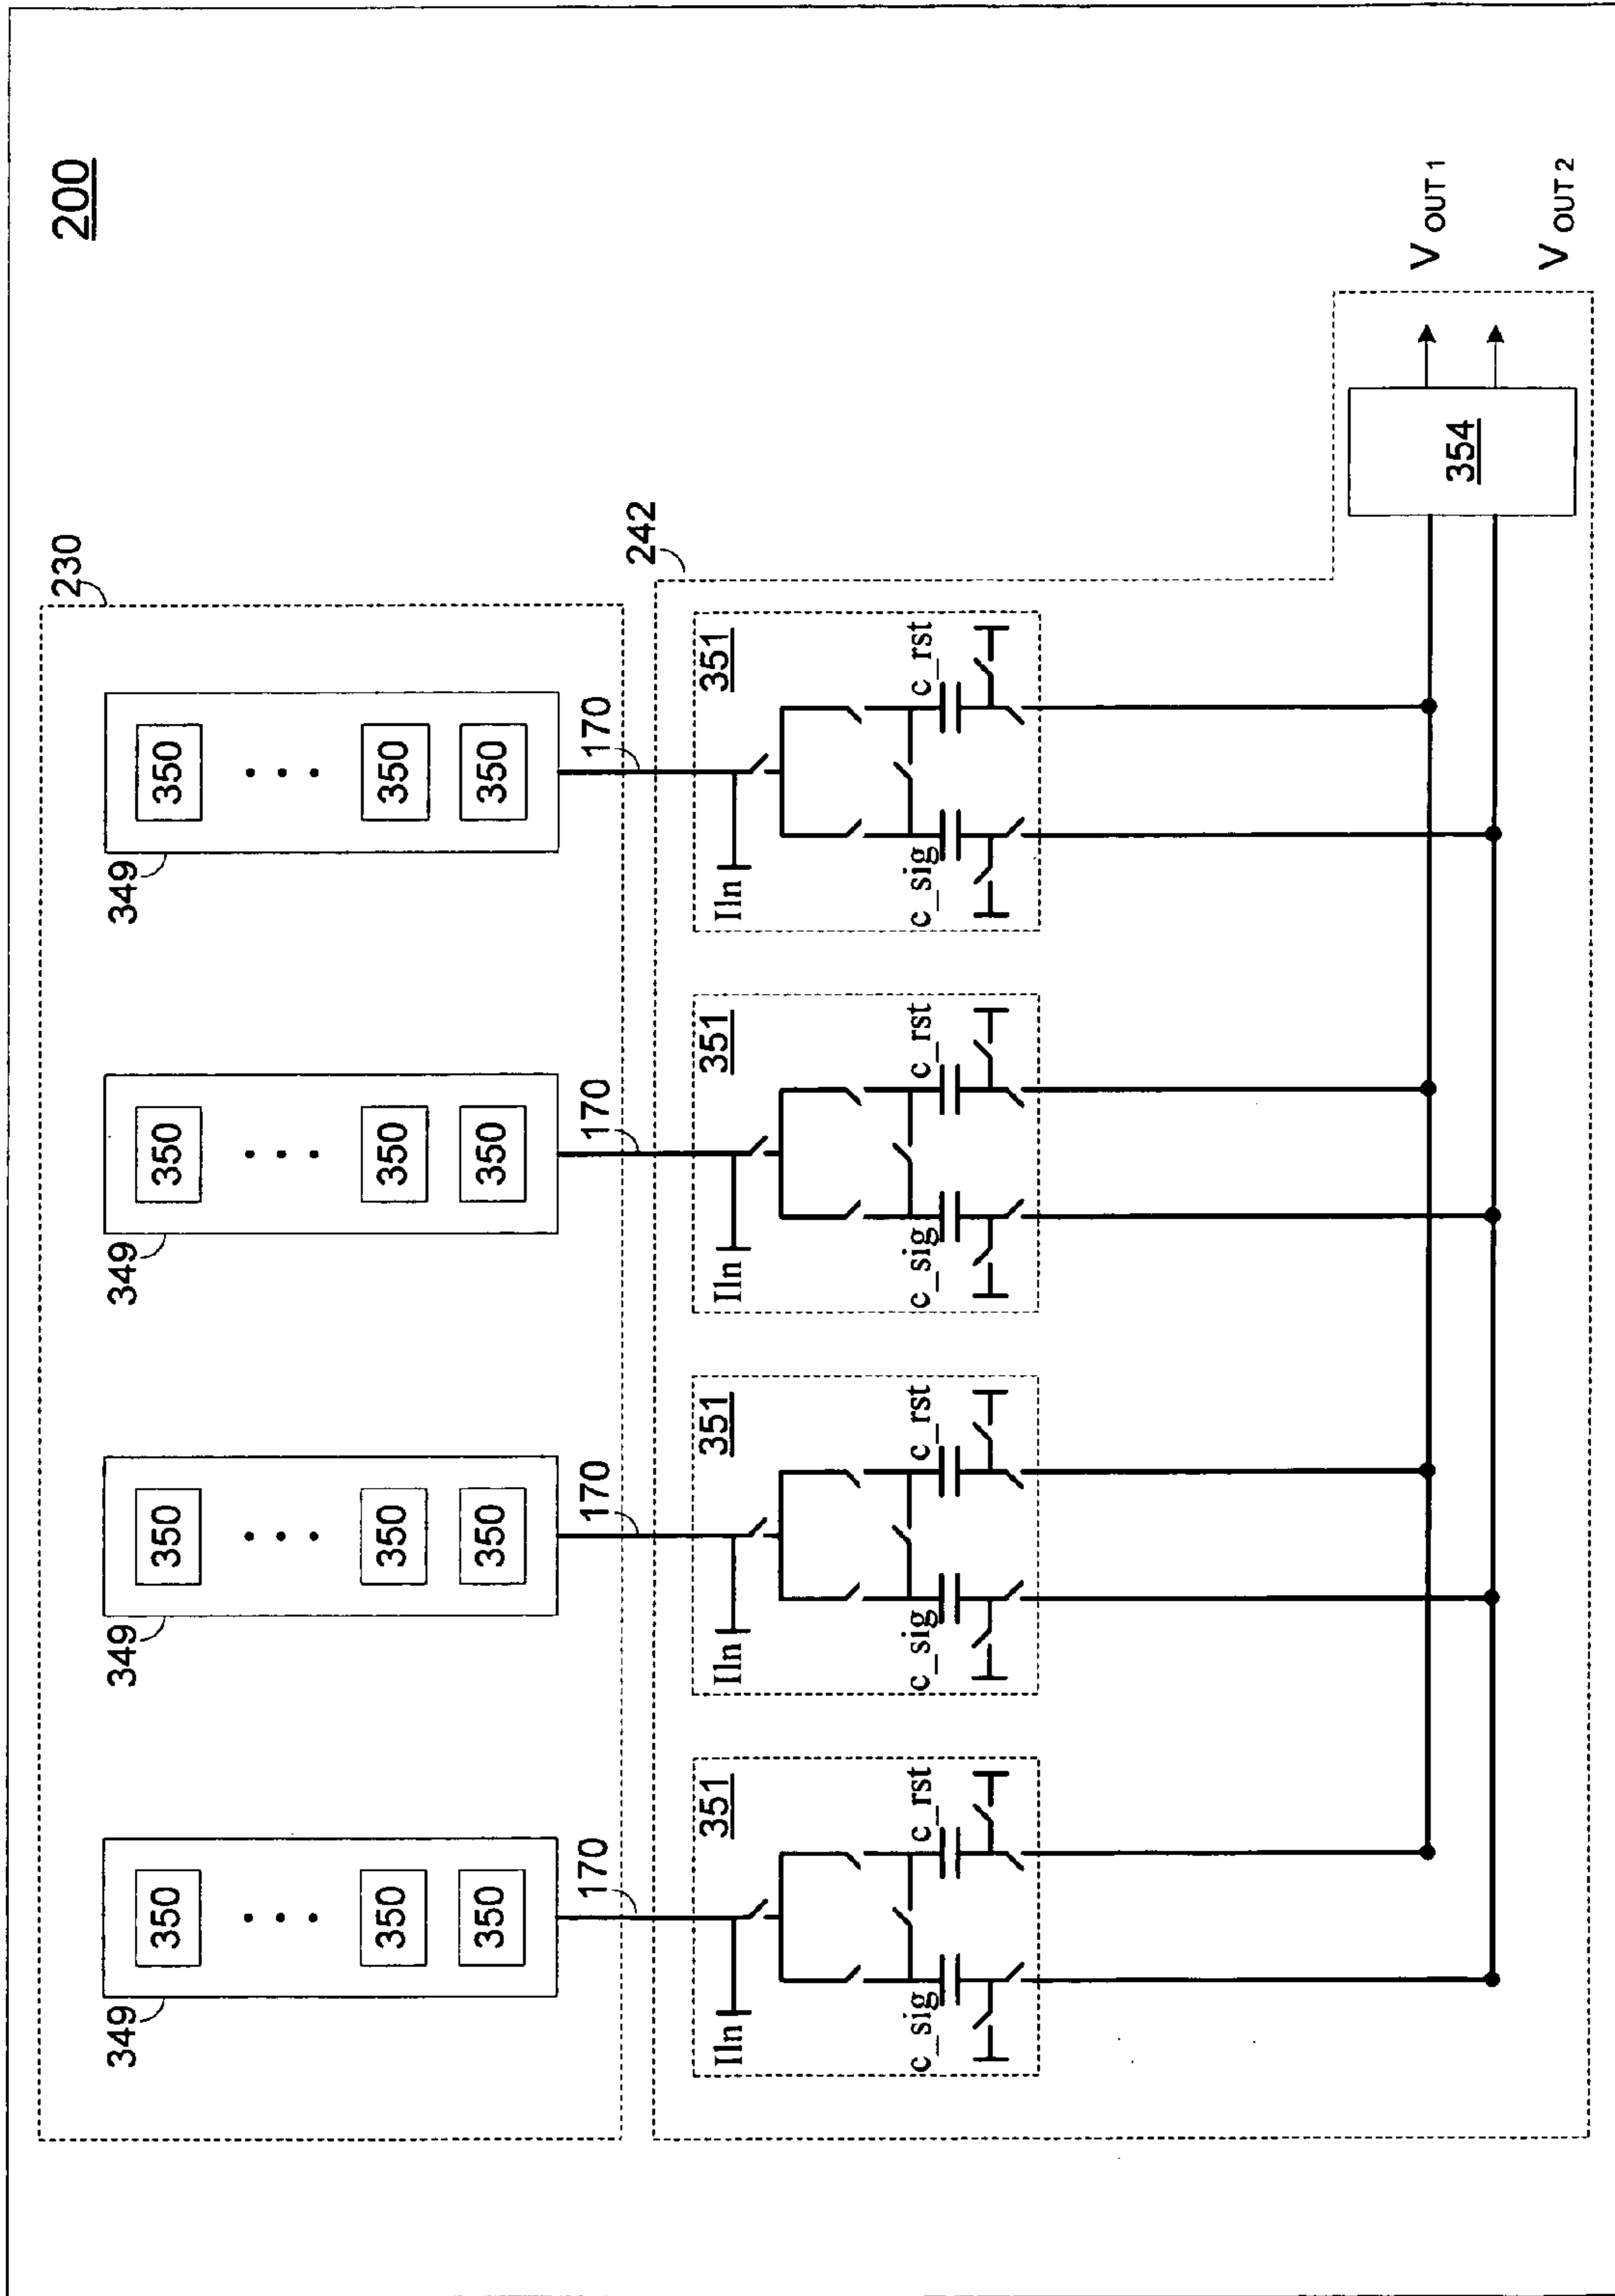 200
230
349 349 349 349
350 350 350 350
350 350 350 350
350 350 350 350
170 170 170 170
242
351 351 351 351
Iln Iln Iln Iln
c_sig c_rst c_sig c_rst c_sig c_rst c_sig c_rst
V OUT 1
354
V OUT 2